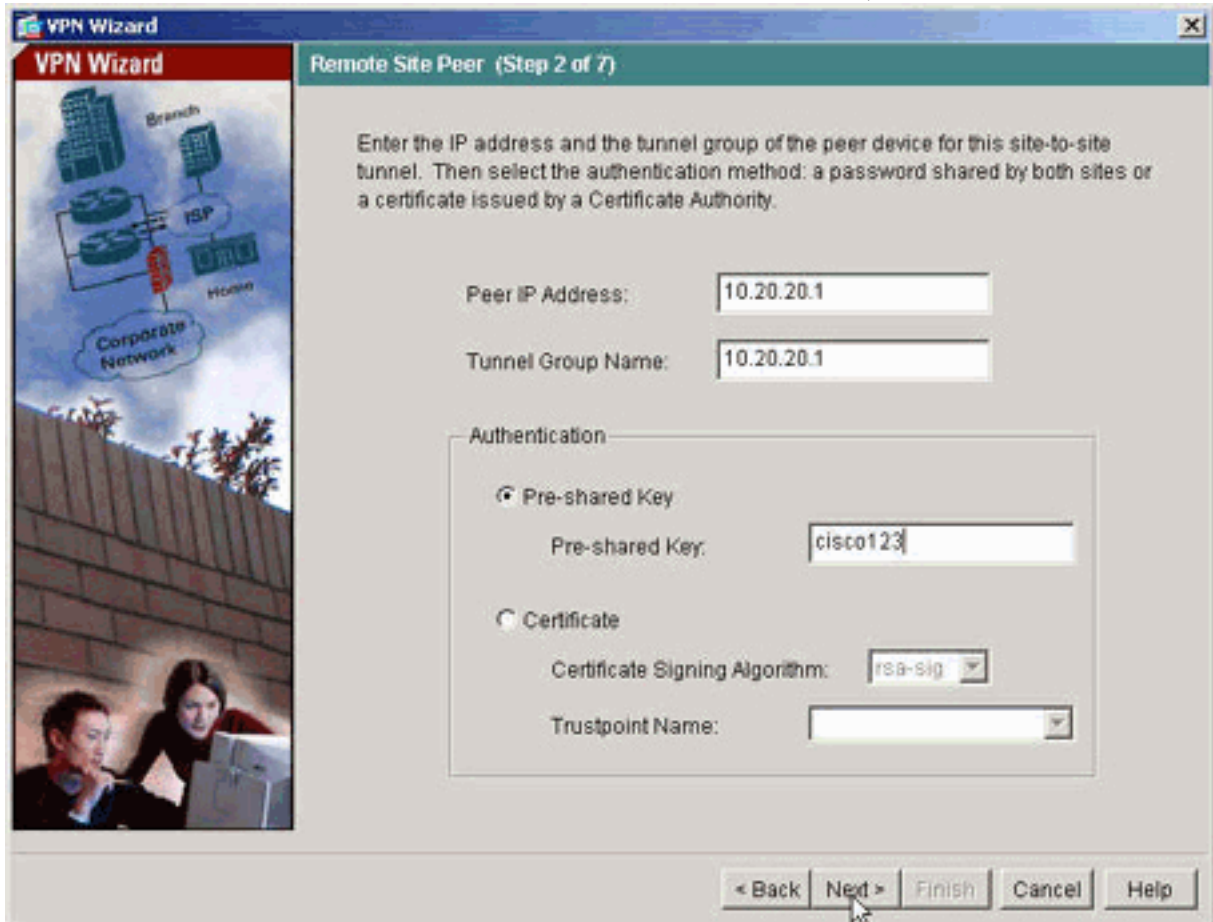 VPN Wizard
VPN Wizard
Remote Site Peer (Step 2 of 7)
Branch
ISP
Home
Corporate
Network
Enter the IP address and the tunnel group of the peer device for this site-to-site
tunnel. Then select the authentication method: a password shared by both sites or
a certificate issued by a Certificate Authority.
Peer IP Address: 10.20.20.1
Tunnel Group Name: 10.20.20.1
Authentication
Pre-shared Key
Pre-shared Key: cisco123
Certificate
Certificate Signing Algorithm: rsa-sig
Trustpoint Name:
< Back Next > Finish Cancel Help